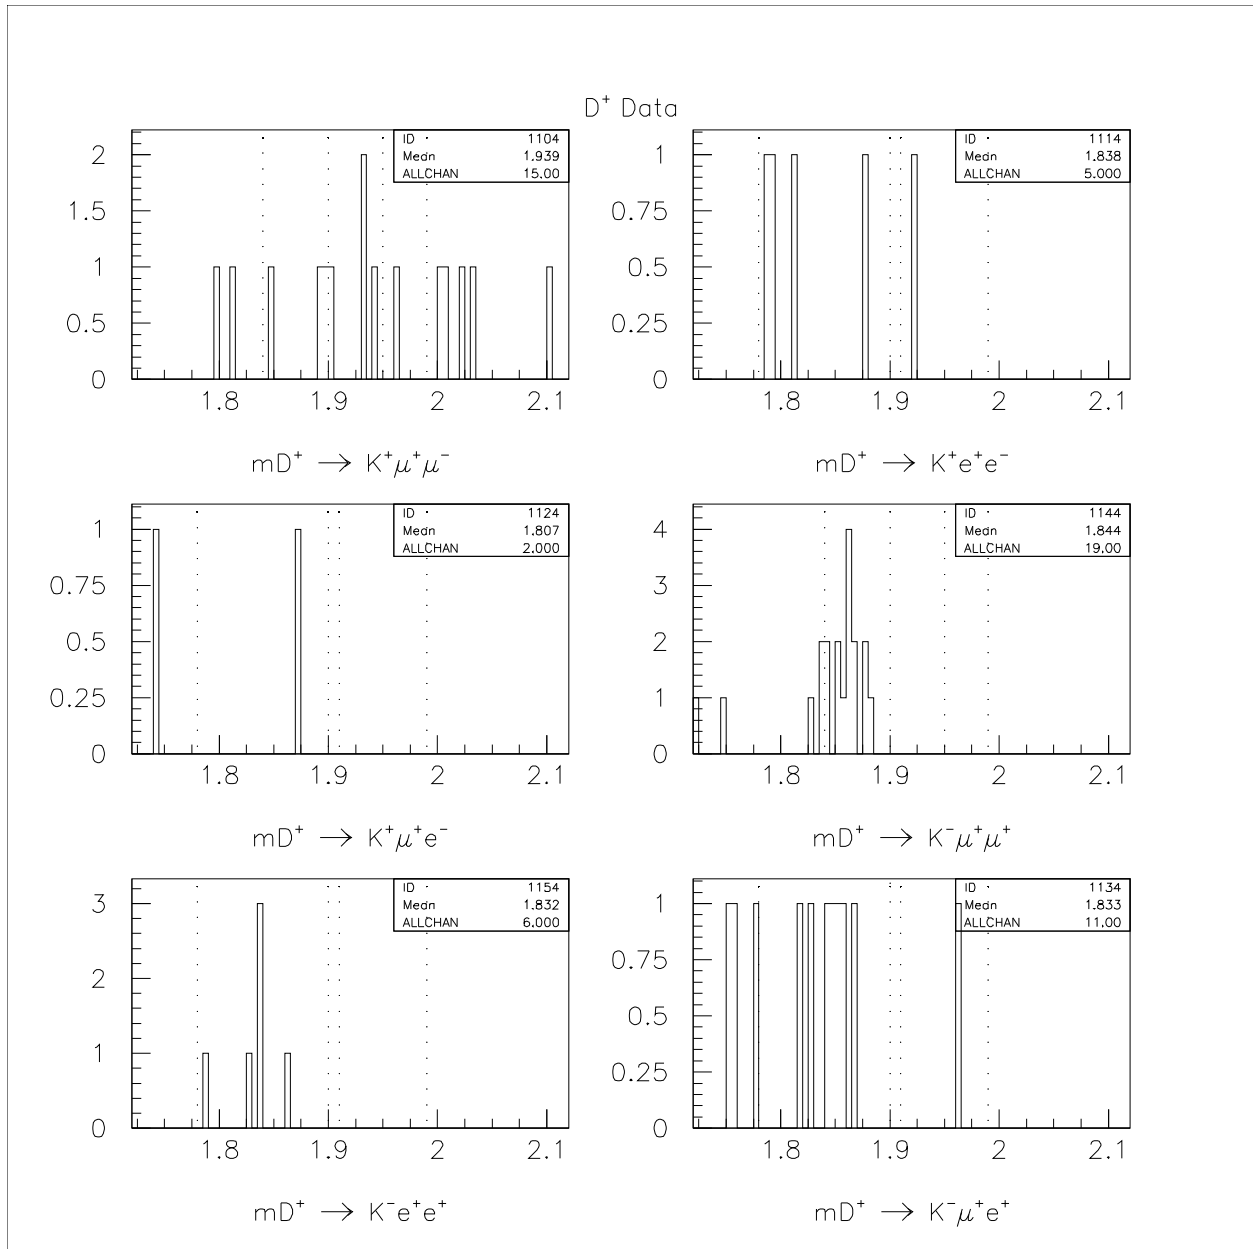 D⁺ Data
ID 1104
Mean 1.939
ALLCHAN 15.00
2
1.5
1
0.5
0
1.8 1.9 2 2.1
mD⁺ → K⁺μ⁺μ⁻
ID 1114
Mean 1.838
ALLCHAN 5.000
1
0.75
0.5
0.25
0
1.8 1.9 2 2.1
mD⁺ → K⁺e⁺e⁻
ID 1124
Mean 1.807
ALLCHAN 2.000
1
0.75
0.5
0.25
0
1.8 1.9 2 2.1
mD⁺ → K⁺μ⁺e⁻
ID 1144
Mean 1.844
ALLCHAN 19.00
4
3
2
1
0
1.8 1.9 2 2.1
mD⁺ → K⁻μ⁺μ⁺
ID 1154
Mean 1.832
ALLCHAN 6.000
3
2
1
0
1.8 1.9 2 2.1
mD⁺ → K⁻e⁺e⁺
ID 1134
Mean 1.833
ALLCHAN 11.00
1
0.75
0.5
0.25
0
1.8 1.9 2 2.1
mD⁺ → K⁻μ⁺e⁺